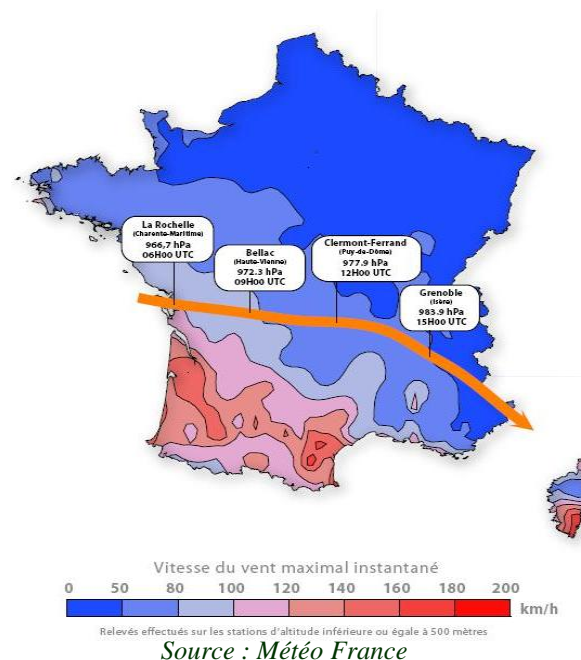 La Rochelle
(Charente-Maritime)
966,7 hPa
06H00 UTC
Bellac
(Haute-Vienne)
972.3 hPa
09H00 UTC
Clermont-Ferrand
(Puy-de-Dôme)
977.9 hPa
12H00 UTC
Grenoble
(Isère)
983.9 hPa
15H00 UTC
Vitesse du vent maximal instantané
0 50 80 100 120 140 160 180 200
km/h
Relevés effectués sur les stations d'altitude inférieure ou égale à 500 mètres
Source : Météo France